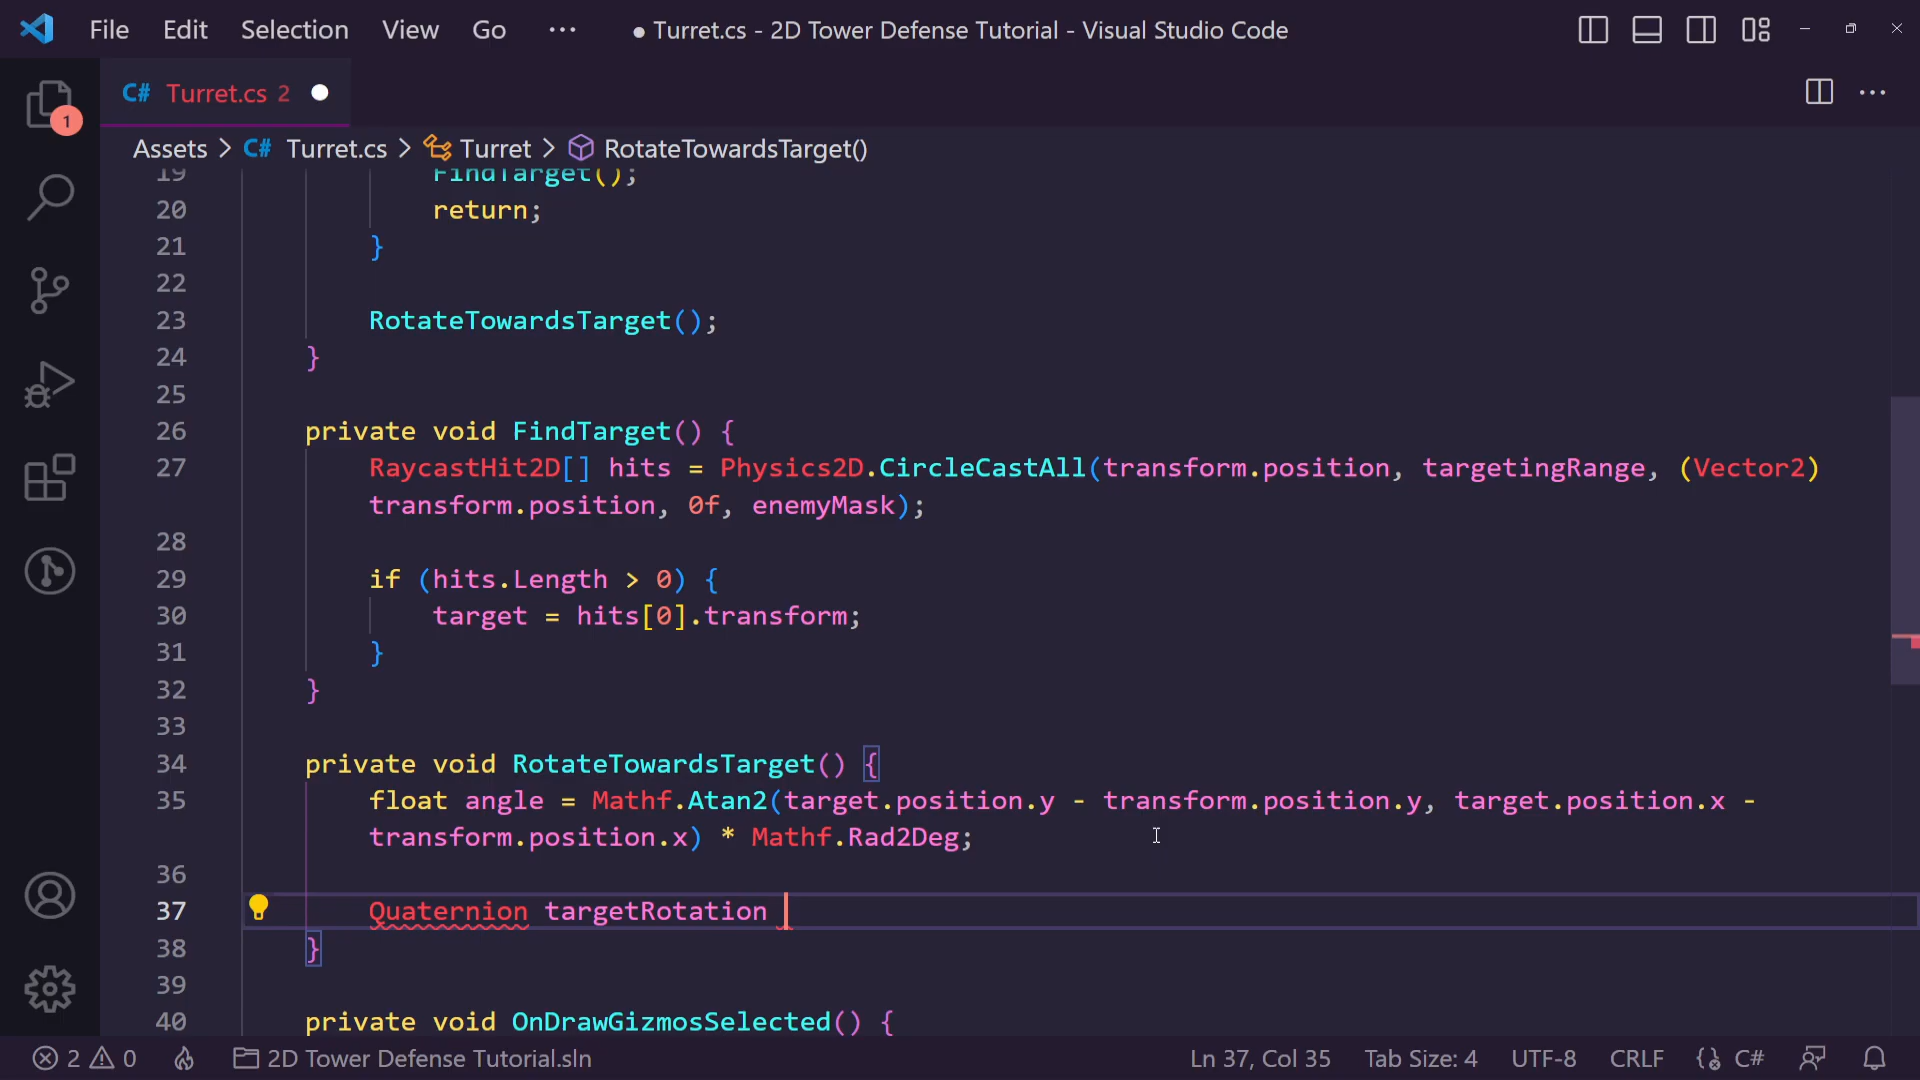 File Edit Selection View Go ··· ● Turret.cs - 2D Tower Defense Tutorial - Visual Studio Code
C# Turret.cs 2
1
Assets > C# Turret.cs > Turret > RotateTowardsTarget()
19 FindTarget();
20 return;
21 }
22
23 RotateTowardsTarget();
24 }
25
26 private void FindTarget() {
27 RaycastHit2D[] hits = Physics2D.CircleCastAll(transform.position, targetingRange, (Vector2)
transform.position, 0f, enemyMask);
28
29 if (hits.Length > 0) {
30 target = hits[0].transform;
31 }
32 }
33
34 private void RotateTowardsTarget() {
35 float angle = Mathf.Atan2(target.position.y - transform.position.y, target.position.x -
transform.position.x) * Mathf.Rad2Deg;
36
37 Quaternion targetRotation
38 }
39
40 private void OnDrawGizmosSelected() {
2 0 2D Tower Defense Tutorial.sln Ln 37, Col 35 Tab Size: 4 UTF-8 CRLF C#